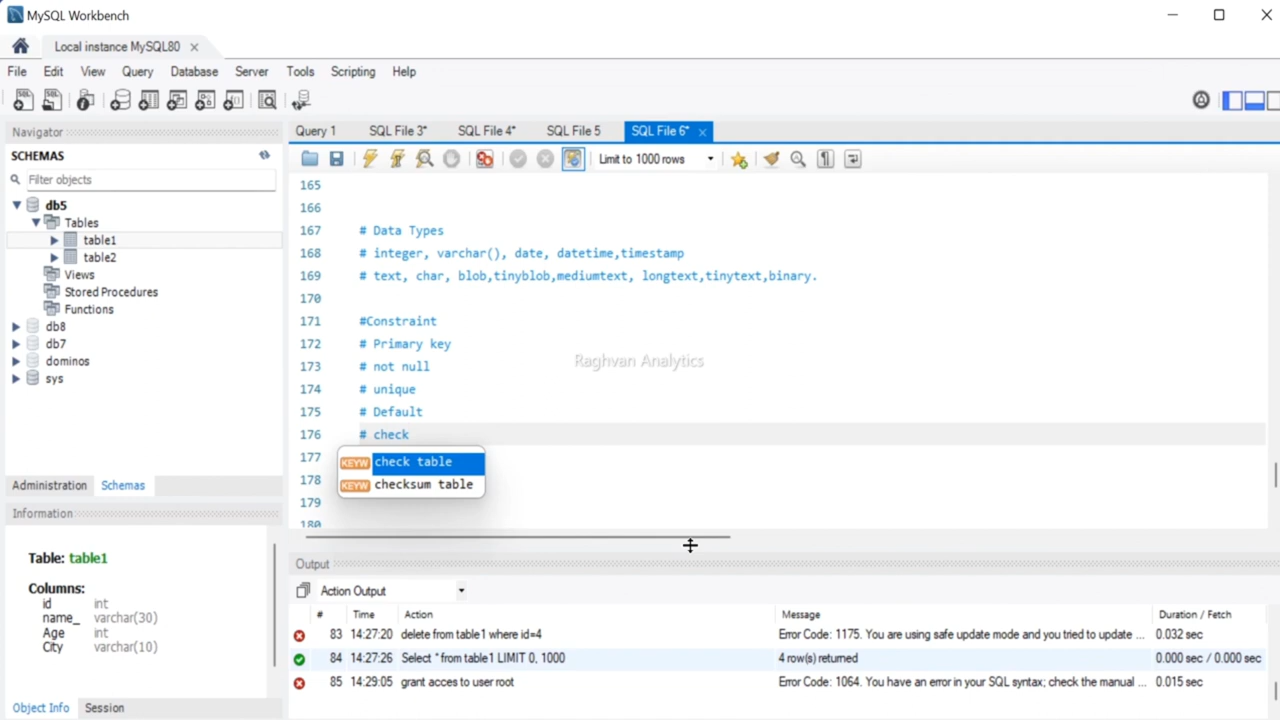 MySQL Workbench
Local instance MySQL80
File Edit View Query Database Server Tools Scripting Help
Navigator
SCHEMAS
Filter objects
db5
Tables
table1
table2
Views
Stored Procedures
Functions
db8
db7
dominos
sys
Administration Schemas
Information
Table: table1
Columns:
id int
name_ varchar(30)
Age int
City varchar(10)
Object Info Session
Query 1 SQL File 3* SQL File 4* SQL File 5 SQL File 6*
Limit to 1000 rows
165
166
167 # Data Types
168 # integer, varchar(), date, datetime,timestamp
169 # text, char, blob,tinyblob,mediumtext, longtext,tinytext,binary.
170
171 #Constraint
172 # Primary key
173 # not null
174 # unique
175 # Default
176 # check
177
178
179
180
KEYW check table
KEYW checksum table
Raghvan Analytics
Output
Action Output
# Time Action Message Duration / Fetch
83 14:27:20 delete from table1 where id=4 Error Code: 1175. You are using safe update mode and you tried to update ... 0.032 sec
84 14:27:26 Select * from table1 LIMIT 0, 1000 4 row(s) returned 0.000 sec / 0.000 sec
85 14:29:05 grant acces to user root Error Code: 1064. You have an error in your SQL syntax; check the manual ... 0.015 sec